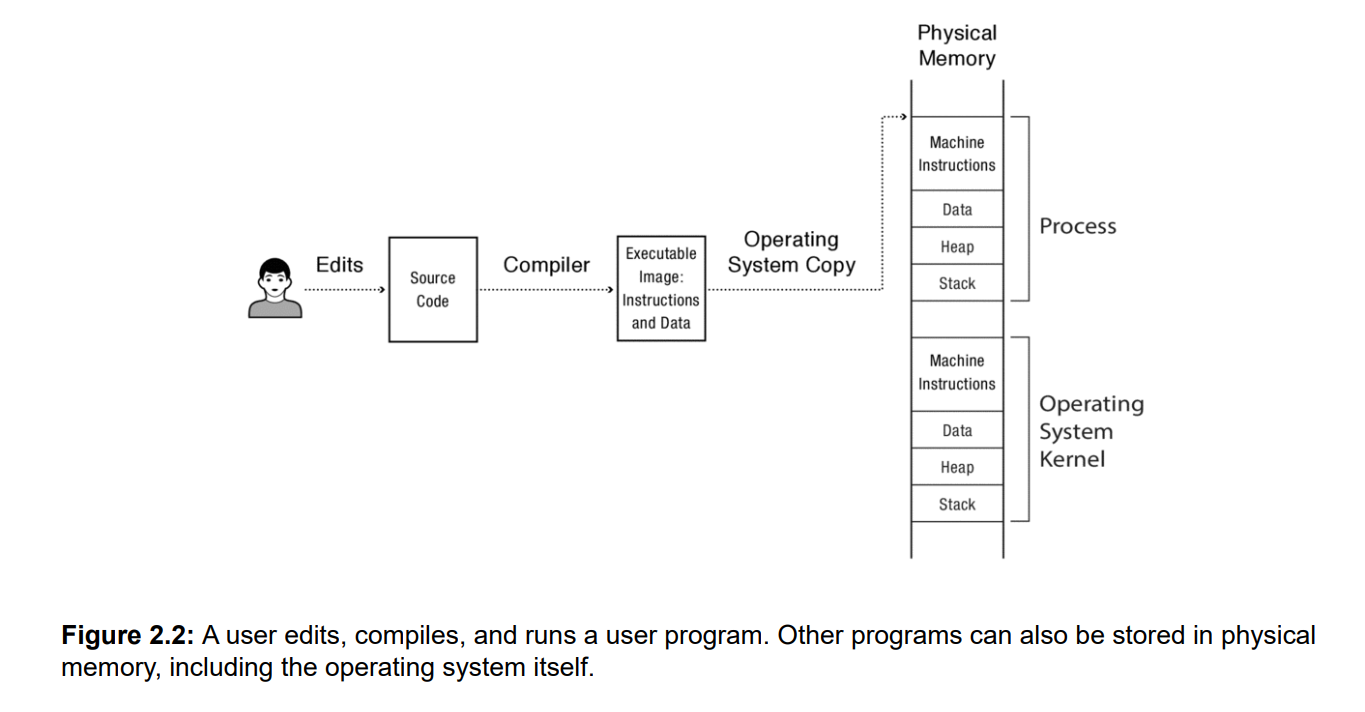 Physical
Memory
Machine
Instructions
Data
Process
Heap
Edits
Compiler
Operating
System Copy
Source
Code
Executable
Image:
Instructions
and Data
Stack
Machine
Instructions
Operating
System
Kernel
Data
Heap
Stack
Figure 2.2: A user edits, compiles, and runs a user program. Other programs can also be stored in physical
memory, including the operating system itself.